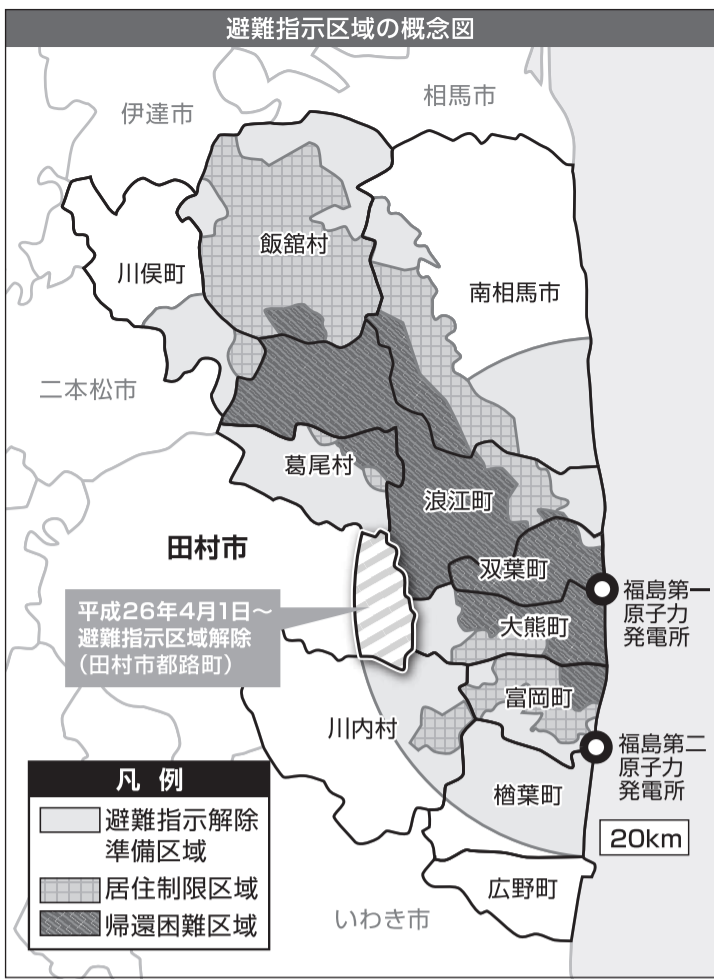 避難指示区域の概念図
相馬市
伊達市
飯舘村
川俣町
南相馬市
二本松市
葛尾村
浪江町
田村市
双葉町
福島第一
原子力
発電所
平成26年4月1日～
避難指示区域解除
（田村市都路町）
大熊町
富岡町
川内村
福島第二
原子力
発電所
楢葉町
20km
凡例
避難指示解除
準備区域
居住制限区域
帰還困難区域
広野町
いわき市